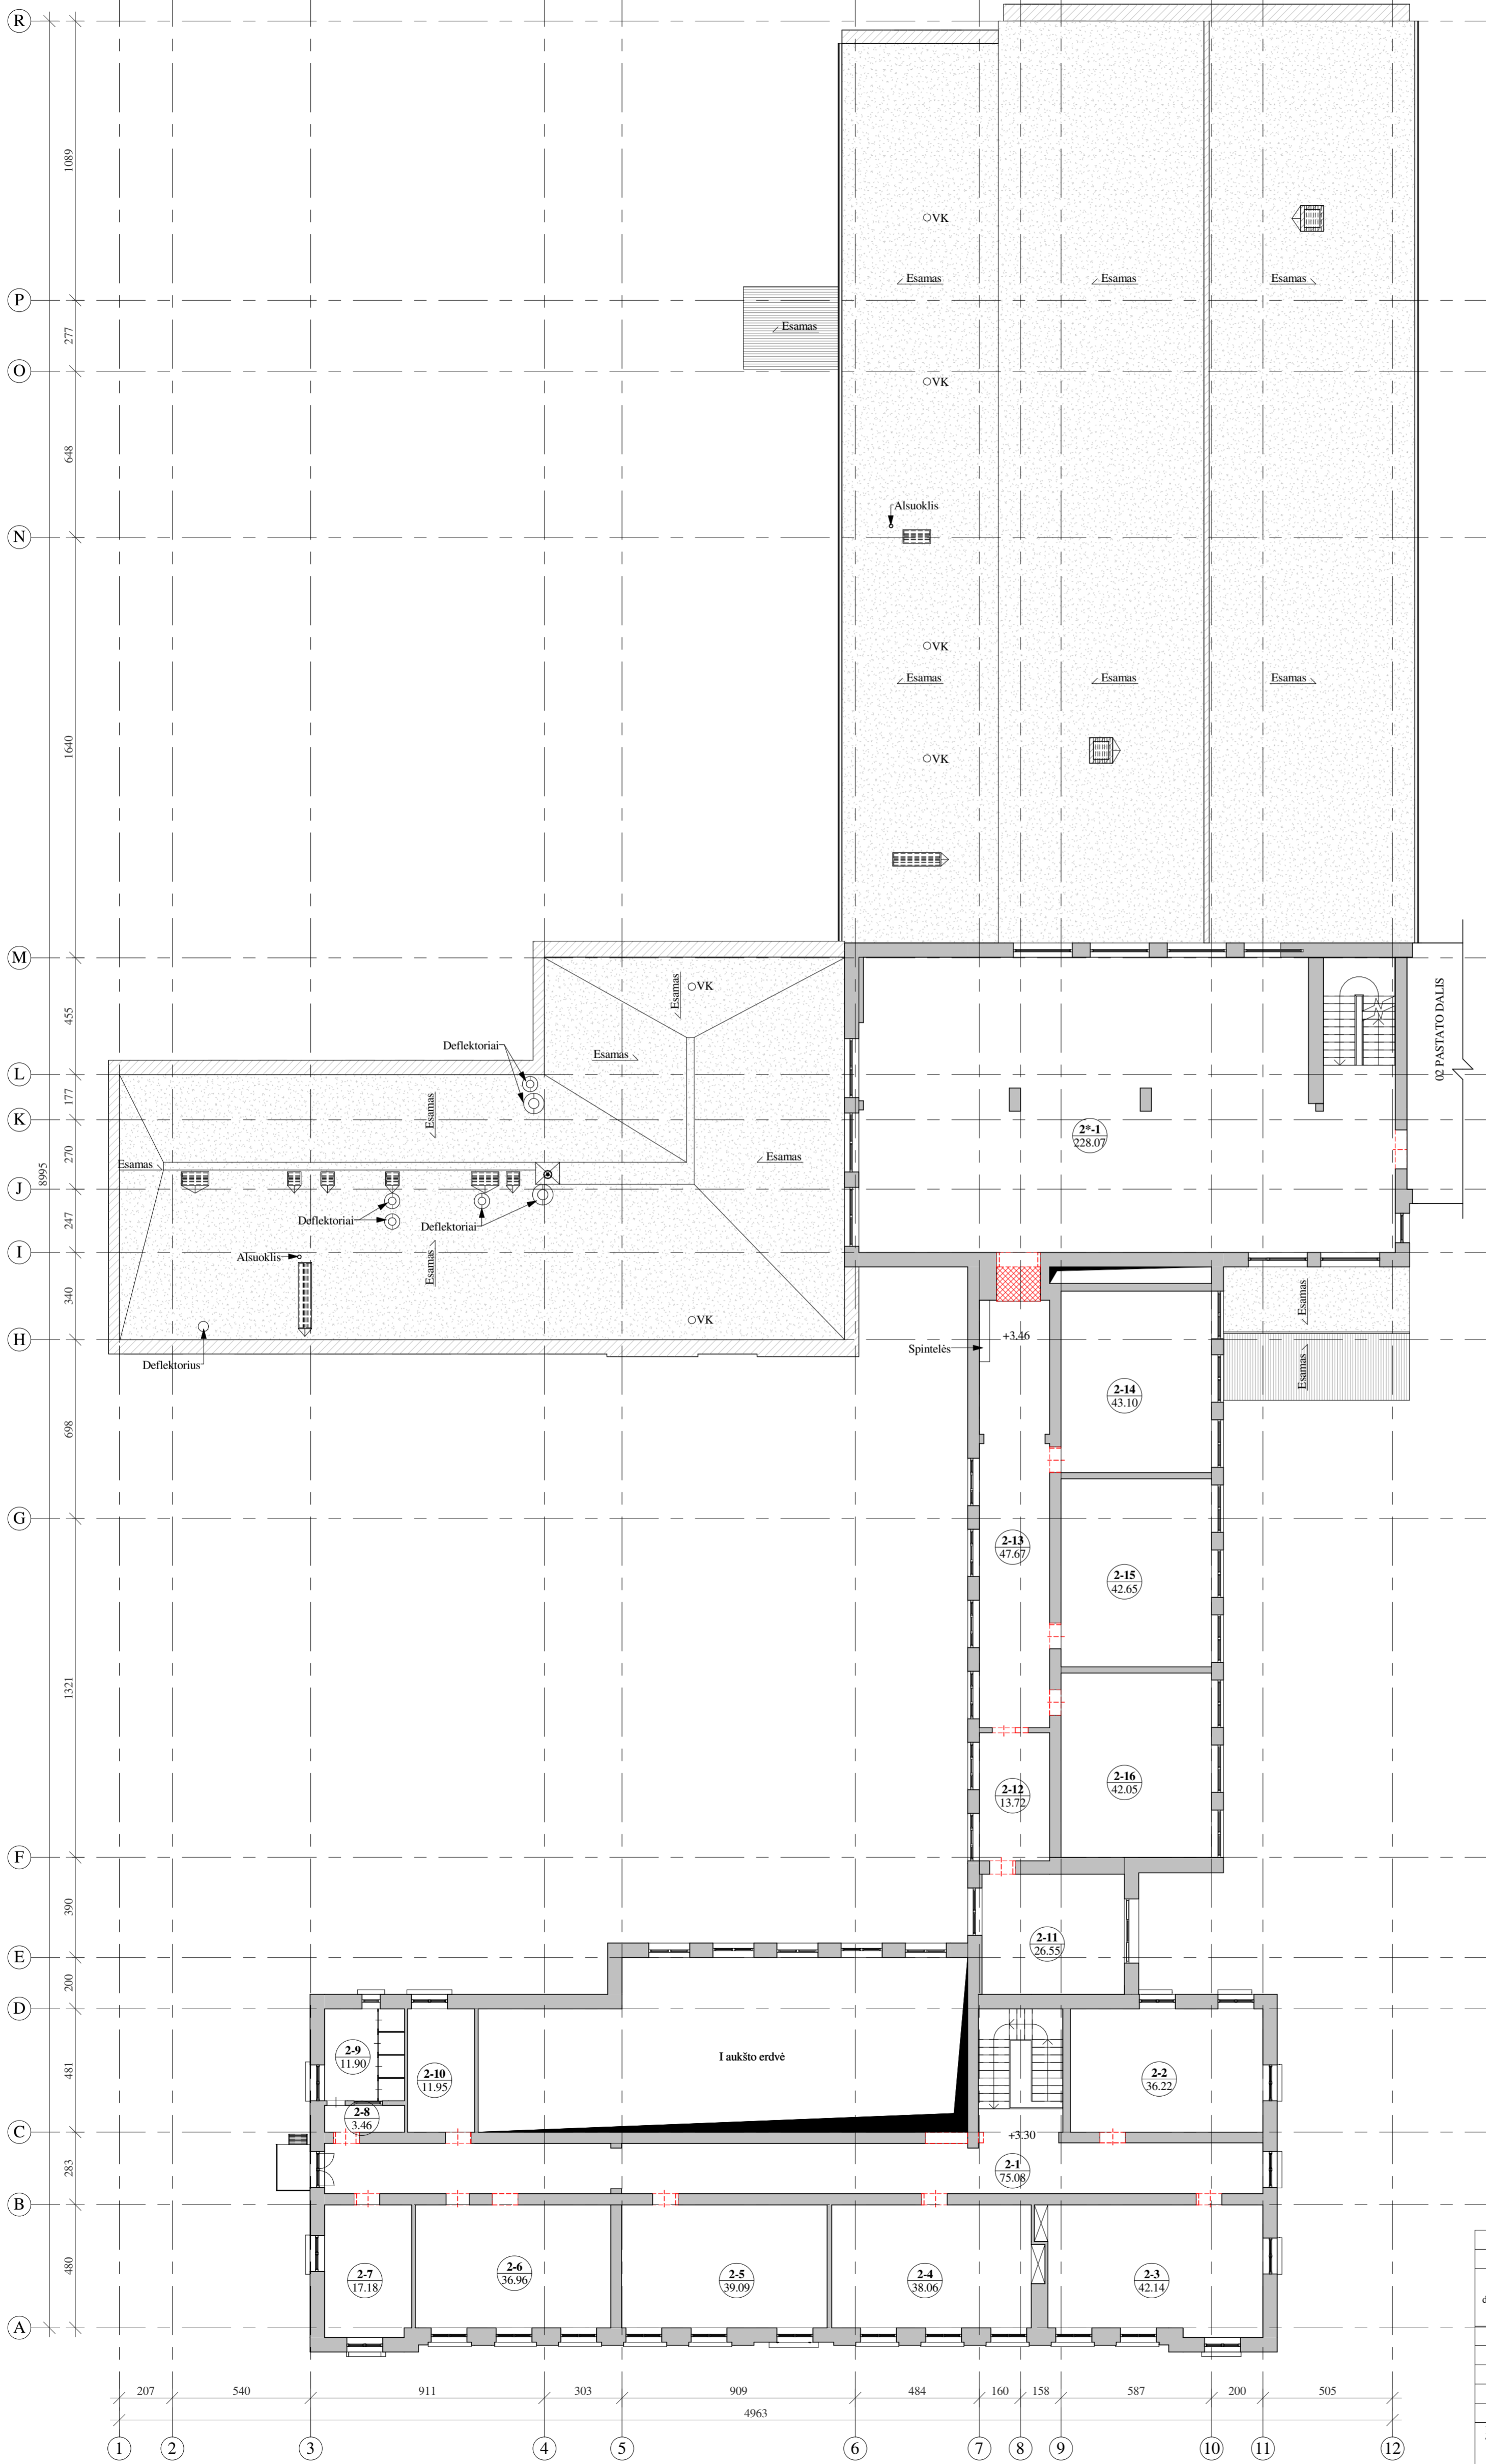 R
1089
VK
Esamas
Esamas
Esamas
P
Esamas
277
O
VK
648
Alsuoklis
N
VK
Esamas
Esamas
Esamas
1640
VK
M
Esamas
VK
02 PASTATO DALIS
455
Deflektoriai
Esamas
L
177
Esamas
K
2*-1
228.07
270
Esamas
Esamas
8995
J
Deflektoriai
Deflektoriai
247
I
Alsuoklis
Esamas
Esamas
340
VK
+3.46
H
Spintelės
Deflektorius
Esamas
2-14
43.10
698
G
2-13
47.67
2-15
42.65
1321
2-12
13.72
2-16
42.05
F
390
2-11
26.55
E
200
D
2-9
11.90
I aukšto erdvė
2-10
11.95
2-2
36.22
481
2-8
3.46
C
+3.30
2-1
75.08
283
B
2-7
17.18
2-6
36.96
2-5
39.09
2-4
38.06
2-3
42.14
480
A
207
540
911
303
909
484
160
158
587
200
505
4963
1
2
3
4
5
6
7
8
9
10
11
12